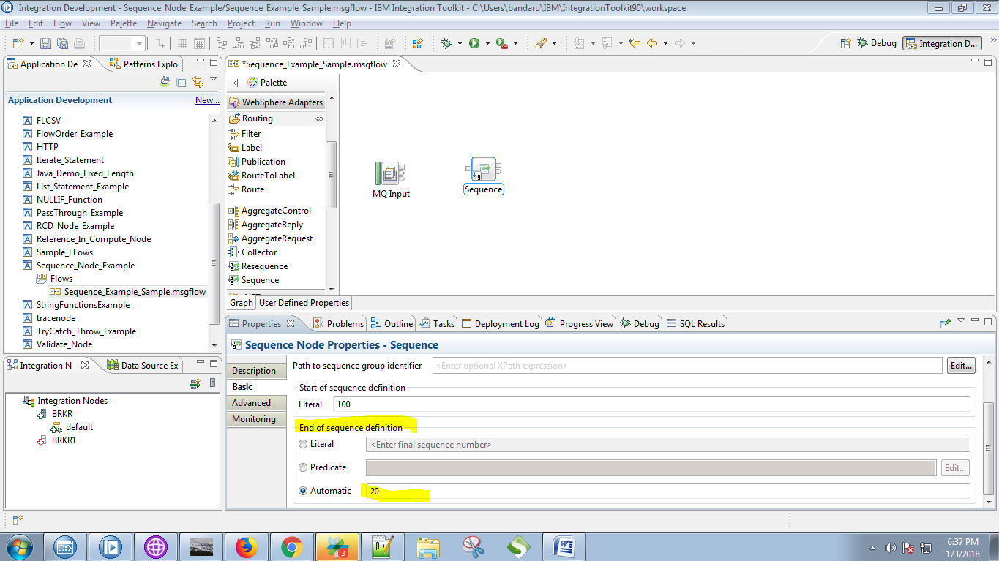 Integration Development - Sequence_Node_Example/Sequence_Example_Sample.msgflow - IBM Integration Toolkit - C:\Users\bandaru\IBM\IntegrationToolkit90\workspace
File Edit Flow View Palette Navigate Search Project Run Window Help
Debug Integration D...
Application De Patterns Explo
Application Development New...
FLCSV
FlowOrder_Example
HTTP
Iterate_Statement
Java_Demo_Fixed_Length
List_Statement_Example
NULLIF_Function
PassThrough_Example
RCD_Node_Example
Reference_In_Compute_Node
Sample_FLows
Sequence_Node_Example
Flows
Sequence_Example_Sample.msgflow
StringFunctionsExample
tracenode
TryCatch_Throw_Example
Validate_Node
Integration N Data Source Ex
Integration Nodes
BRKR
default
BRKR1
*Sequence_Example_Sample.msgflow
Palette
WebSphere Adapters
Routing
Filter
Label
Publication
RouteToLabel
Route
AggregateControl
AggregateReply
AggregateRequest
Collector
Resequence
Sequence
MQ Input
Sequence
Graph User Defined Properties
Properties Problems Outline Tasks Deployment Log Progress View Debug SQL Results
Sequence Node Properties - Sequence
Description
Basic
Advanced
Monitoring
Path to sequence group identifier <Enter optional XPath expression> Edit...
Start of sequence definition
Literal 100
End of sequence definition
Literal <Enter final sequence number>
Predicate Edit...
Automatic 20
3
6:37 PM
1/3/2018